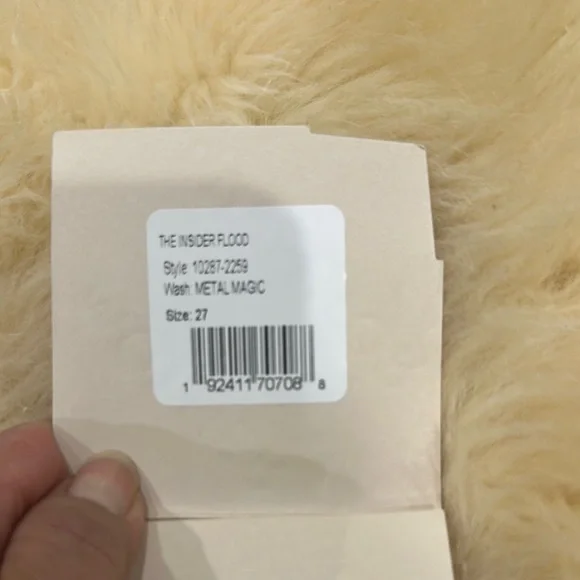 THE INSIDER FLOOD
Style: 10287-2259
Wash: METAL MAGIC
Size: 27
1 92411 70708 8